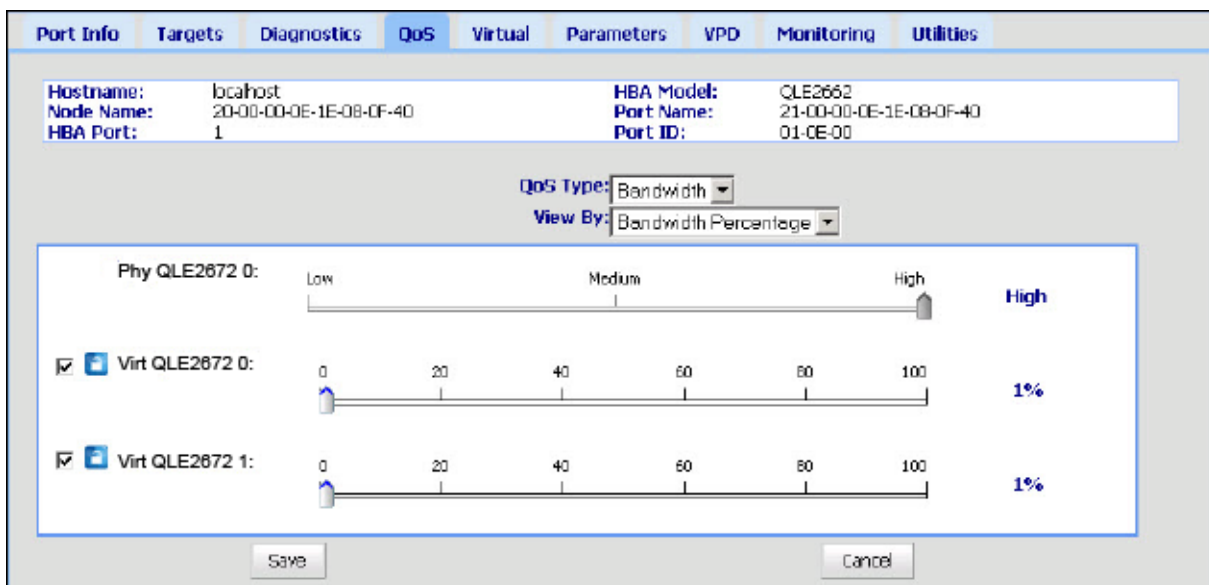 Port Info Targets Diagnostics QoS Virtual Parameters VPD Monitoring Utilities
Hostname: localhost HBA Model: QLE2662
Node Name: 20-00-00-0E-1E-08-0F-40 Port Name: 21-00-00-0E-1E-08-0F-40
HBA Port: 1 Port ID: 01-0E-00
QoS Type: Bandwidth
View By: Bandwidth Percentage
Phy QLE2672 0: Low Medium High High
Virt QLE2672 0: 0 20 40 60 80 100 1%
Virt QLE2672 1: 0 20 40 60 80 100 1%
Save Cancel